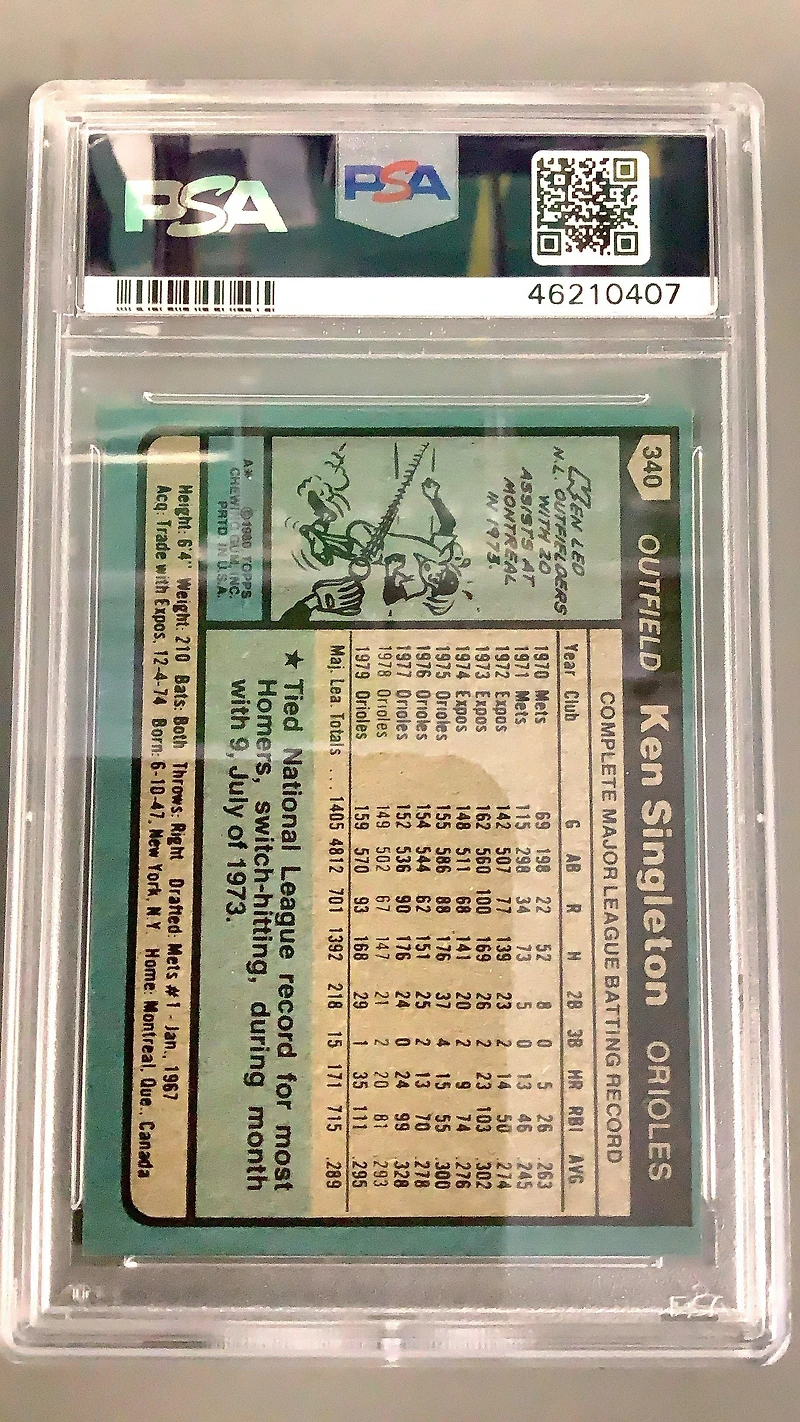 PSA
PSA
46210407
340 OUTFIELD Ken Singleton ORIOLES
KEN LED
N.L. OUTFIELDERS
WITH 20
ASSISTS AT
MONTREAL
IN 1973.
A* ©1980 TOPPS
CHEWING GUM, INC.
PRTD. IN U.S.A.
COMPLETE MAJOR LEAGUE BATTING RECORD
Year Club G AB R H 2B 3B HR RBI AVG
1970 Mets 69 198 22 52 8 0 5 26 .263
1971 Mets 115 298 34 73 5 0 13 46 .245
1972 Expos 142 507 77 139 23 2 14 50 .274
1973 Expos 162 560 100 169 26 2 23 103 .302
1974 Expos 148 511 68 141 20 2 9 74 .276
1975 Orioles 155 586 88 176 37 4 15 55 .300
1976 Orioles 154 544 62 151 25 2 13 70 .278
1977 Orioles 152 536 90 176 24 0 24 99 .328
1978 Orioles 149 502 67 147 21 2 20 81 .293
1979 Orioles 159 570 93 168 29 1 35 111 .295
Maj. Lea. Totals .... 1405 4812 701 1392 218 15 171 715 .289
★ Tied National League record for most
Homers, switch-hitting, during month
with 9, July of 1973.
Height: 6'4" Weight: 210 Bats: Both Throws: Right Drafted: Mets #1 - Jan., 1967
Acq: Trade with Expos, 12-4-74 Born: 6-10-47, New York, N.Y. Home: Montreal, Que., Canada
PSA